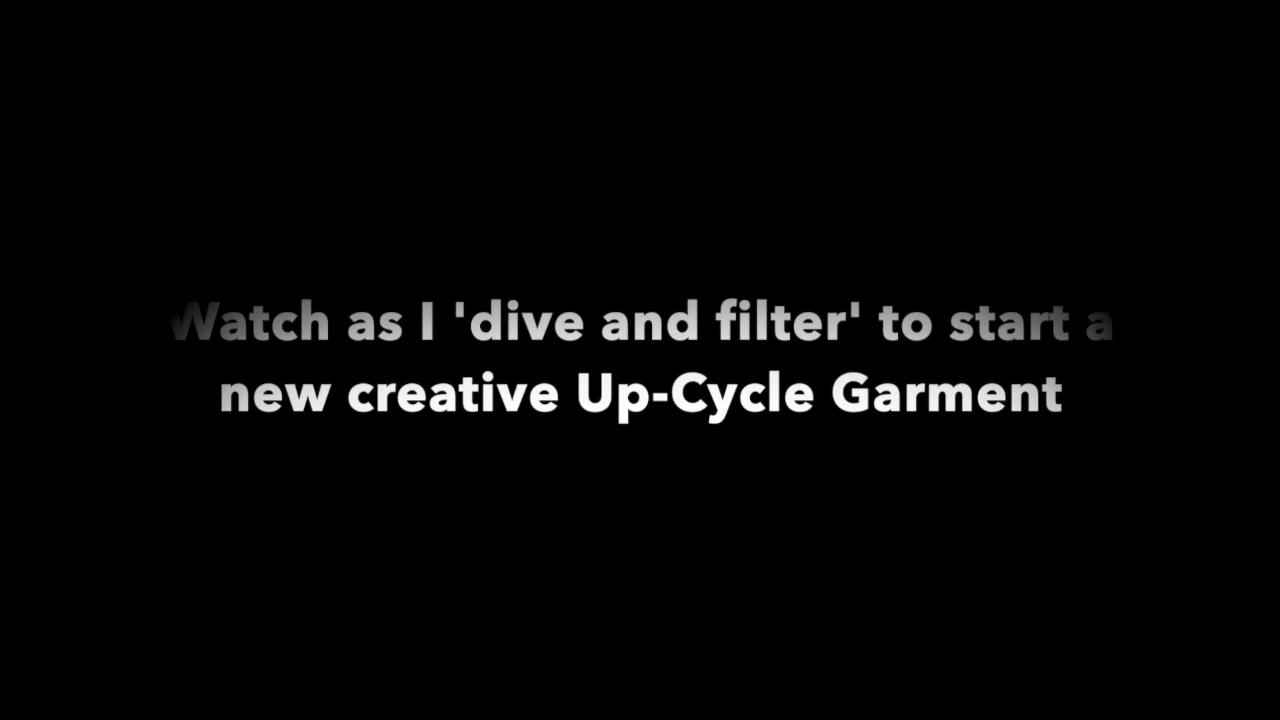 Watch as I 'dive and filter' to start a
new creative Up-Cycle Garment